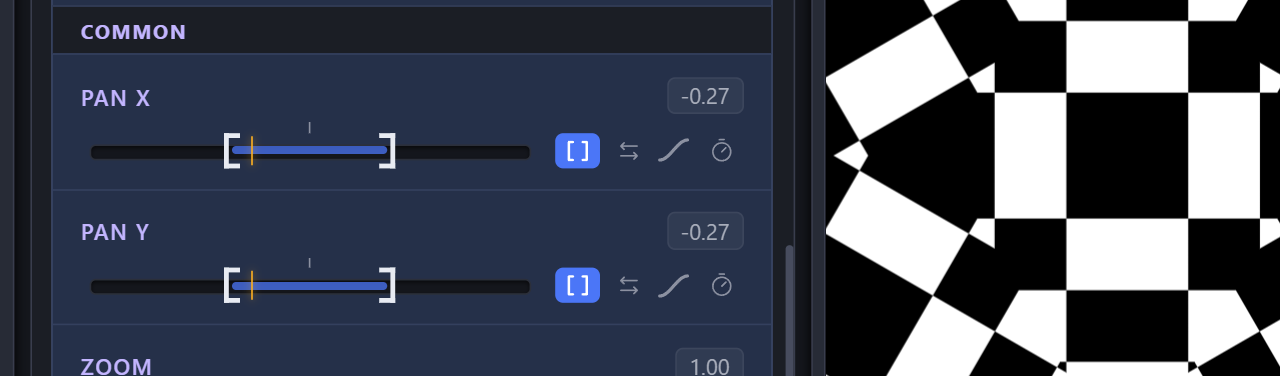 COMMON
PAN X
-0.27
[ ]
PAN Y
-0.27
[ ]
ZOOM
1.00